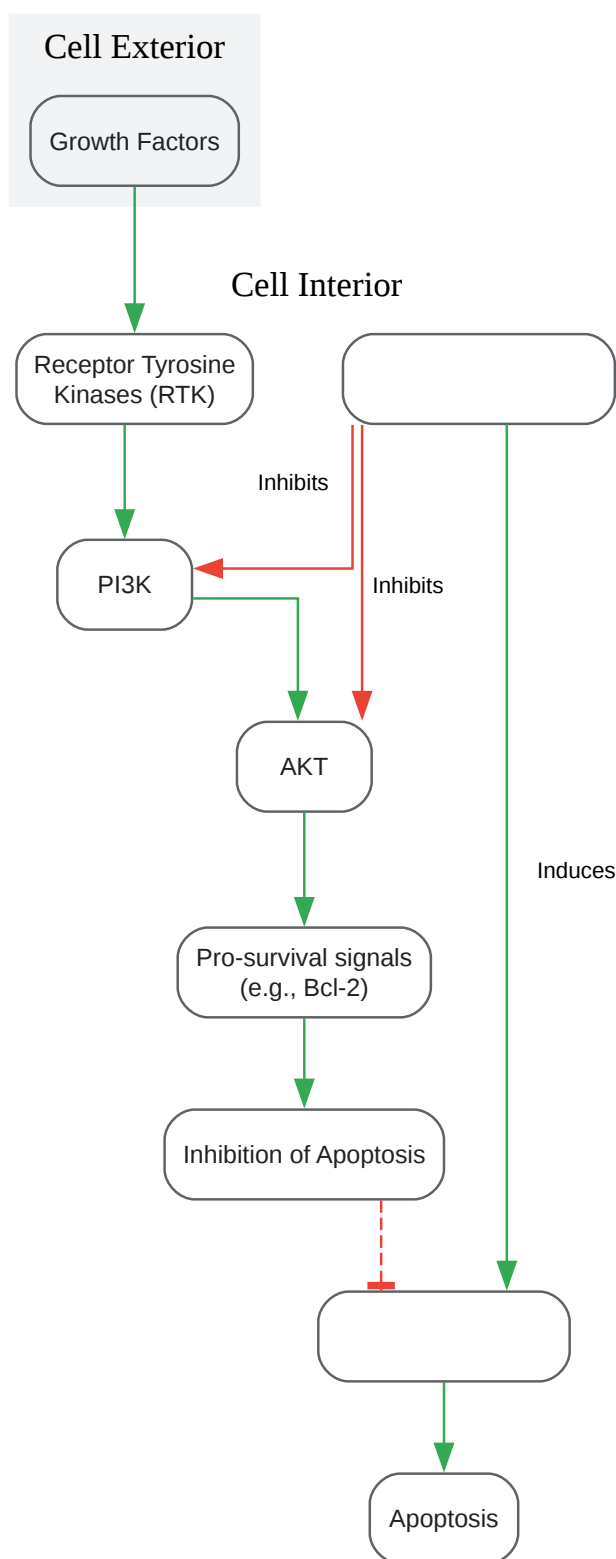 Cell Exterior
Growth Factors
Cell Interior
Receptor Tyrosine
Kinases (RTK)
Inhibits
PI3K
Inhibits
AKT
Induces
Pro-survival signals
(e.g., Bcl-2)
Inhibition of Apoptosis
Apoptosis